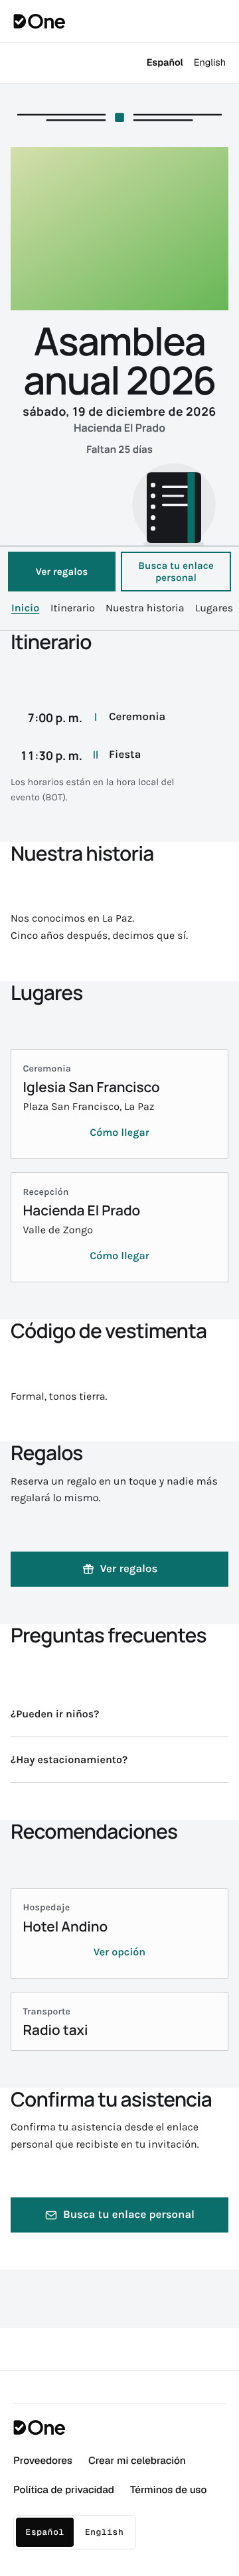 One
Español English
Asamblea
anual 2026
sábado, 19 de diciembre de 2026
Hacienda El Prado
Faltan 25 días
Ver regalos
Busca tu enlace
personal
Inicio Itinerario Nuestra historia Lugares
Itinerario
7:00 p. m. I Ceremonia
11:30 p. m. II Fiesta
Los horarios están en la hora local del
evento (BOT).
Nuestra historia
Nos conocimos en La Paz.
Cinco años después, decimos que sí.
Lugares
Ceremonia
Iglesia San Francisco
Plaza San Francisco, La Paz
Cómo llegar
Recepción
Hacienda El Prado
Valle de Zongo
Cómo llegar
Código de vestimenta
Formal, tonos tierra.
Regalos
Reserva un regalo en un toque y nadie más
regalará lo mismo.
Ver regalos
Preguntas frecuentes
¿Pueden ir niños?
¿Hay estacionamiento?
Recomendaciones
Hospedaje
Hotel Andino
Ver opción
Transporte
Radio taxi
Confirma tu asistencia
Confirma tu asistencia desde el enlace
personal que recibiste en tu invitación.
Busca tu enlace personal
One
Proveedores Crear mi celebración
Política de privacidad Términos de uso
Español English